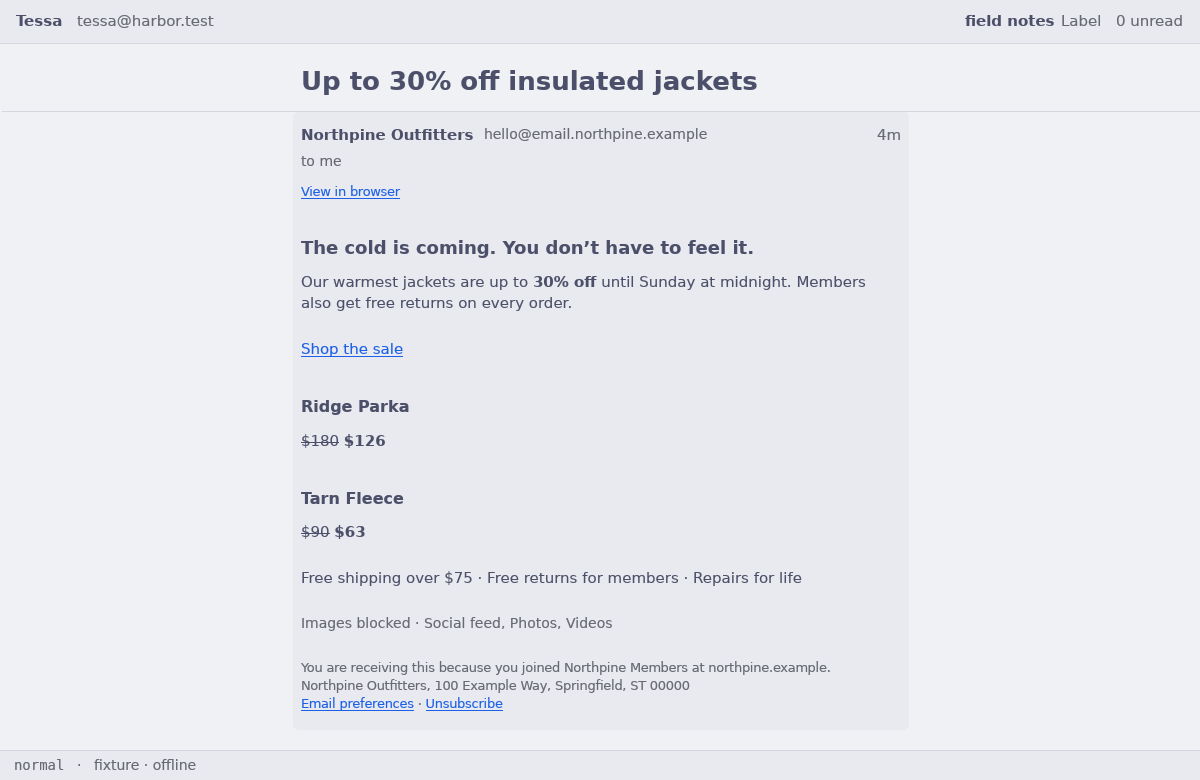 Tessa tessa@harbor.test field notes Label 0 unread
Up to 30% off insulated jackets
Northpine Outfitters hello@email.northpine.example 4m
to me
View in browser
The cold is coming. You don’t have to feel it.
Our warmest jackets are up to 30% off until Sunday at midnight. Members
also get free returns on every order.
Shop the sale
Ridge Parka
$180 $126
Tarn Fleece
$90 $63
Free shipping over $75 · Free returns for members · Repairs for life
Images blocked · Social feed, Photos, Videos
You are receiving this because you joined Northpine Members at northpine.example.
Northpine Outfitters, 100 Example Way, Springfield, ST 00000
Email preferences · Unsubscribe
normal · fixture · offline